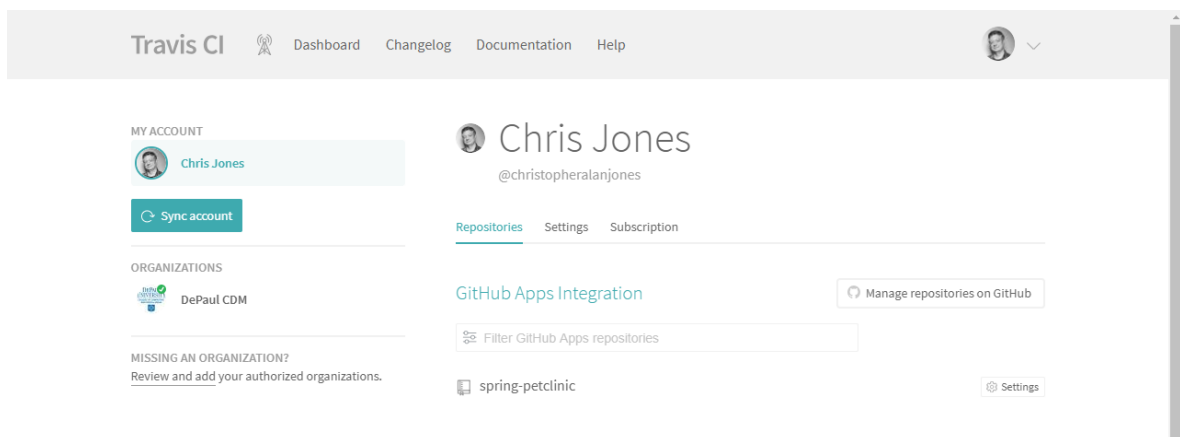 Travis CI Dashboard Changelog Documentation Help
MY ACCOUNT
Chris Jones
Sync account
ORGANIZATIONS
DePaul CDM
MISSING AN ORGANIZATION?
Review and add your authorized organizations.
Chris Jones
@christopheralanjones
Repositories Settings Subscription
GitHub Apps Integration
Manage repositories on GitHub
Filter GitHub Apps repositories
spring-petclinic
Settings